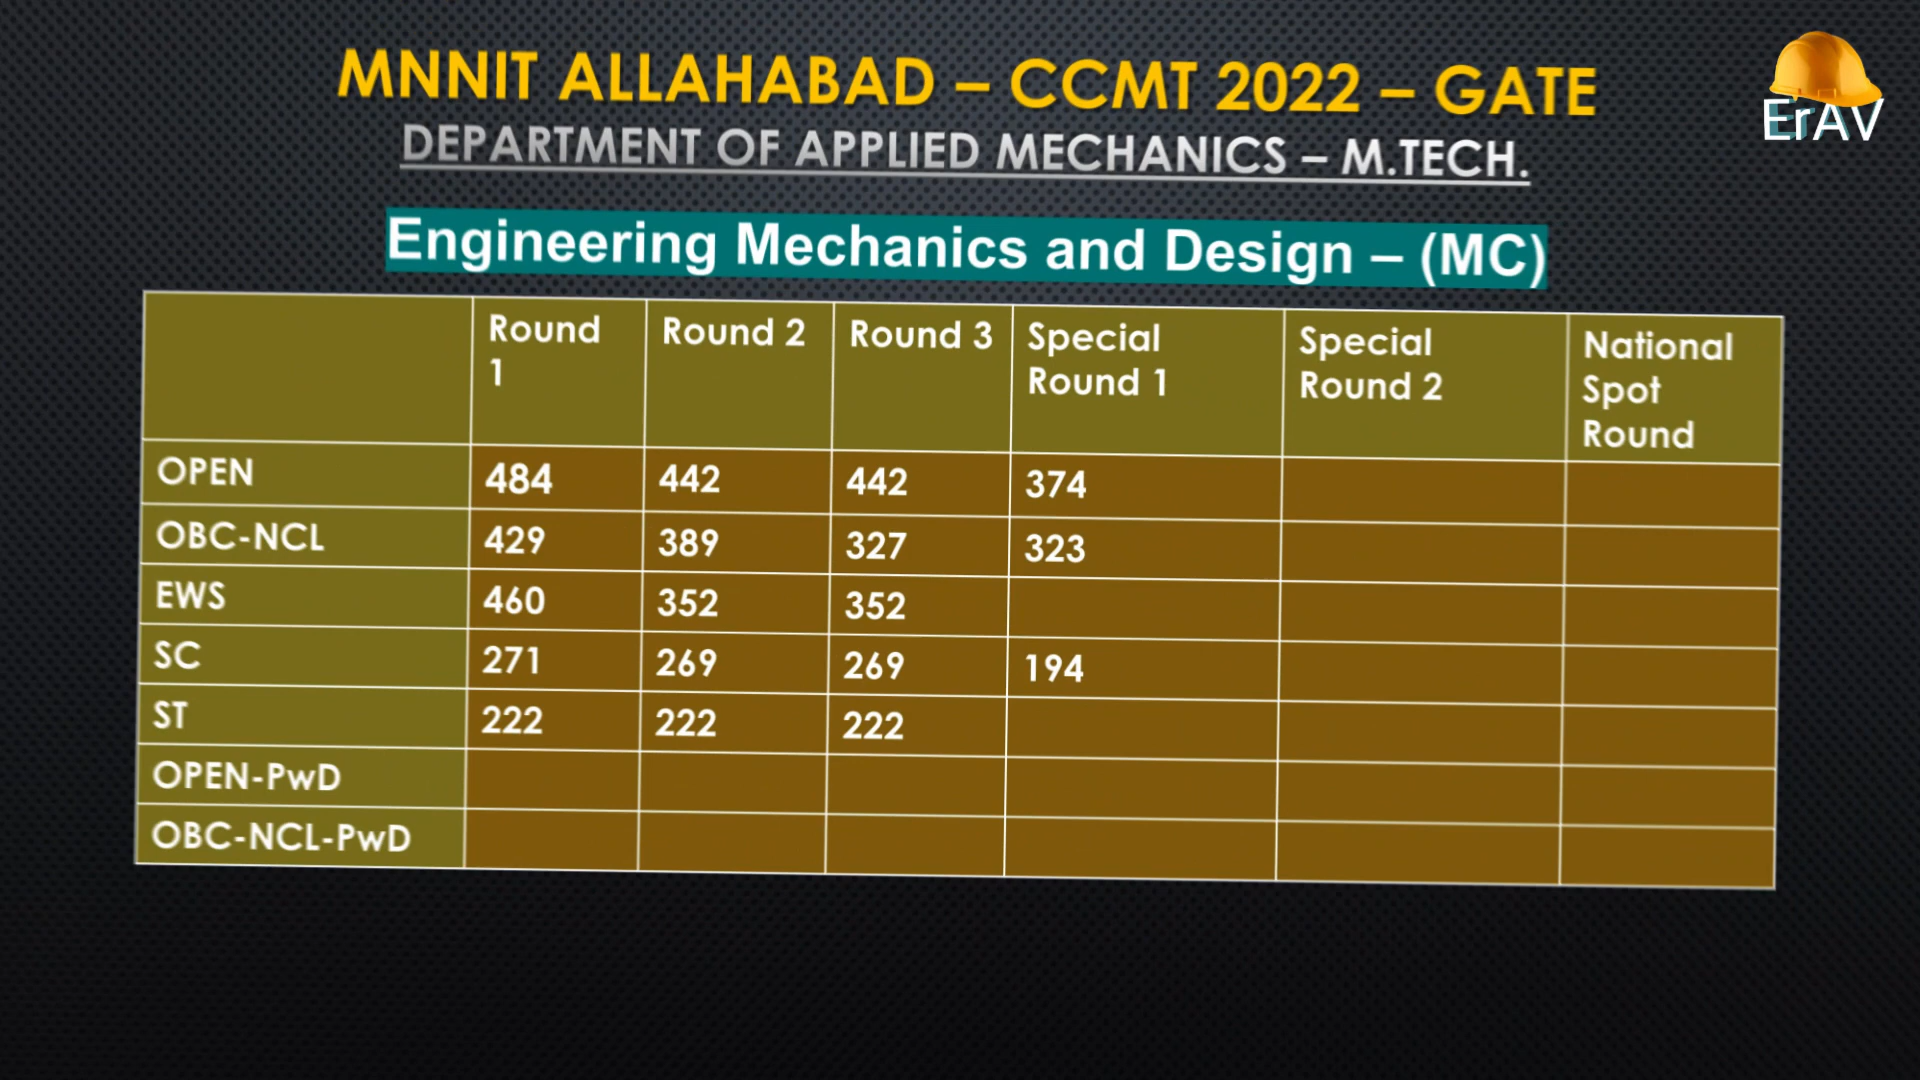 MNNIT ALLAHABAD – CCMT 2022 – GATE
DEPARTMENT OF APPLIED MECHANICS – M.TECH.
ErAV
Engineering Mechanics and Design – (MC)
Round 1 Round 2 Round 3 Special Round 1 Special Round 2 National Spot Round
OPEN 484 442 442 374
OBC-NCL 429 389 327 323
EWS 460 352 352
SC 271 269 269 194
ST 222 222 222
OPEN-PwD
OBC-NCL-PwD